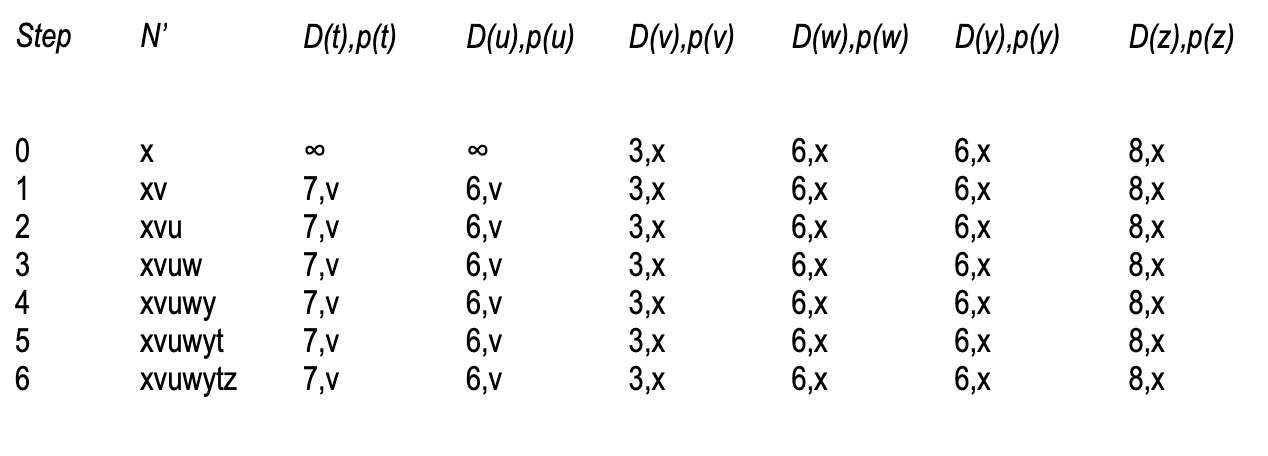 Step N’ D(t),p(t) D(u),p(u) D(v),p(v) D(w),p(w) D(y),p(y) D(z),p(z)
0 x ∞ ∞ 3,x 6,x 6,x 8,x
1 xv 7,v 6,v 3,x 6,x 6,x 8,x
2 xvu 7,v 6,v 3,x 6,x 6,x 8,x
3 xvuw 7,v 6,v 3,x 6,x 6,x 8,x
4 xvuwy 7,v 6,v 3,x 6,x 6,x 8,x
5 xvuwyt 7,v 6,v 3,x 6,x 6,x 8,x
6 xvuwytz 7,v 6,v 3,x 6,x 6,x 8,x